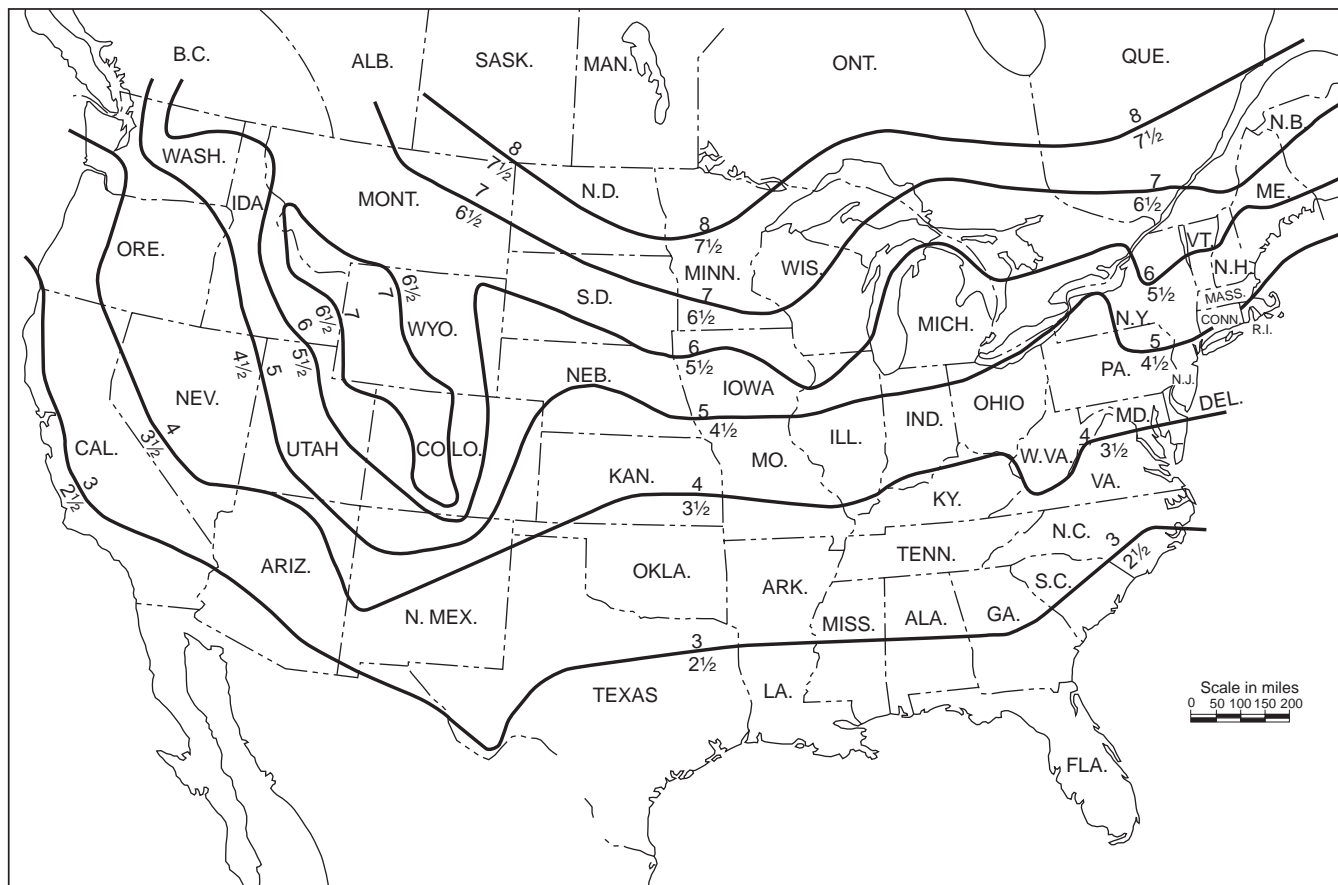 B.C.
ALB.
SASK.
MAN.
ONT.
QUE.
8
7½
N.B.
WASH.
8
7½
IDA
MONT.
7
6½
N.D.
7
6½
ME.
ORE.
8
7½
VT.
MINN.
WIS.
N.H.
6
5½
6½
7
S.D.
7
6½
MASS.
6½
7
6
WYO.
MICH.
N.Y.
CONN
R.I.
5½
4½
5
6
5½
NEB.
IOWA
5
4½
PA.
N.J.
NEV.
OHIO
IND.
DEL.
4
3½
5
4½
ILL.
MD.
CAL.
UTAH
COLO.
KAN.
MO.
W.VA.
4
3½
3
2½
4
3½
KY.
VA.
ARIZ.
OKLA.
TENN.
N.C.
3
2½
ARK.
S.C.
N. MEX.
MISS.
ALA.
GA.
3
2½
TEXAS
LA.
Scale in miles
0 50 100 150 200
FLA.